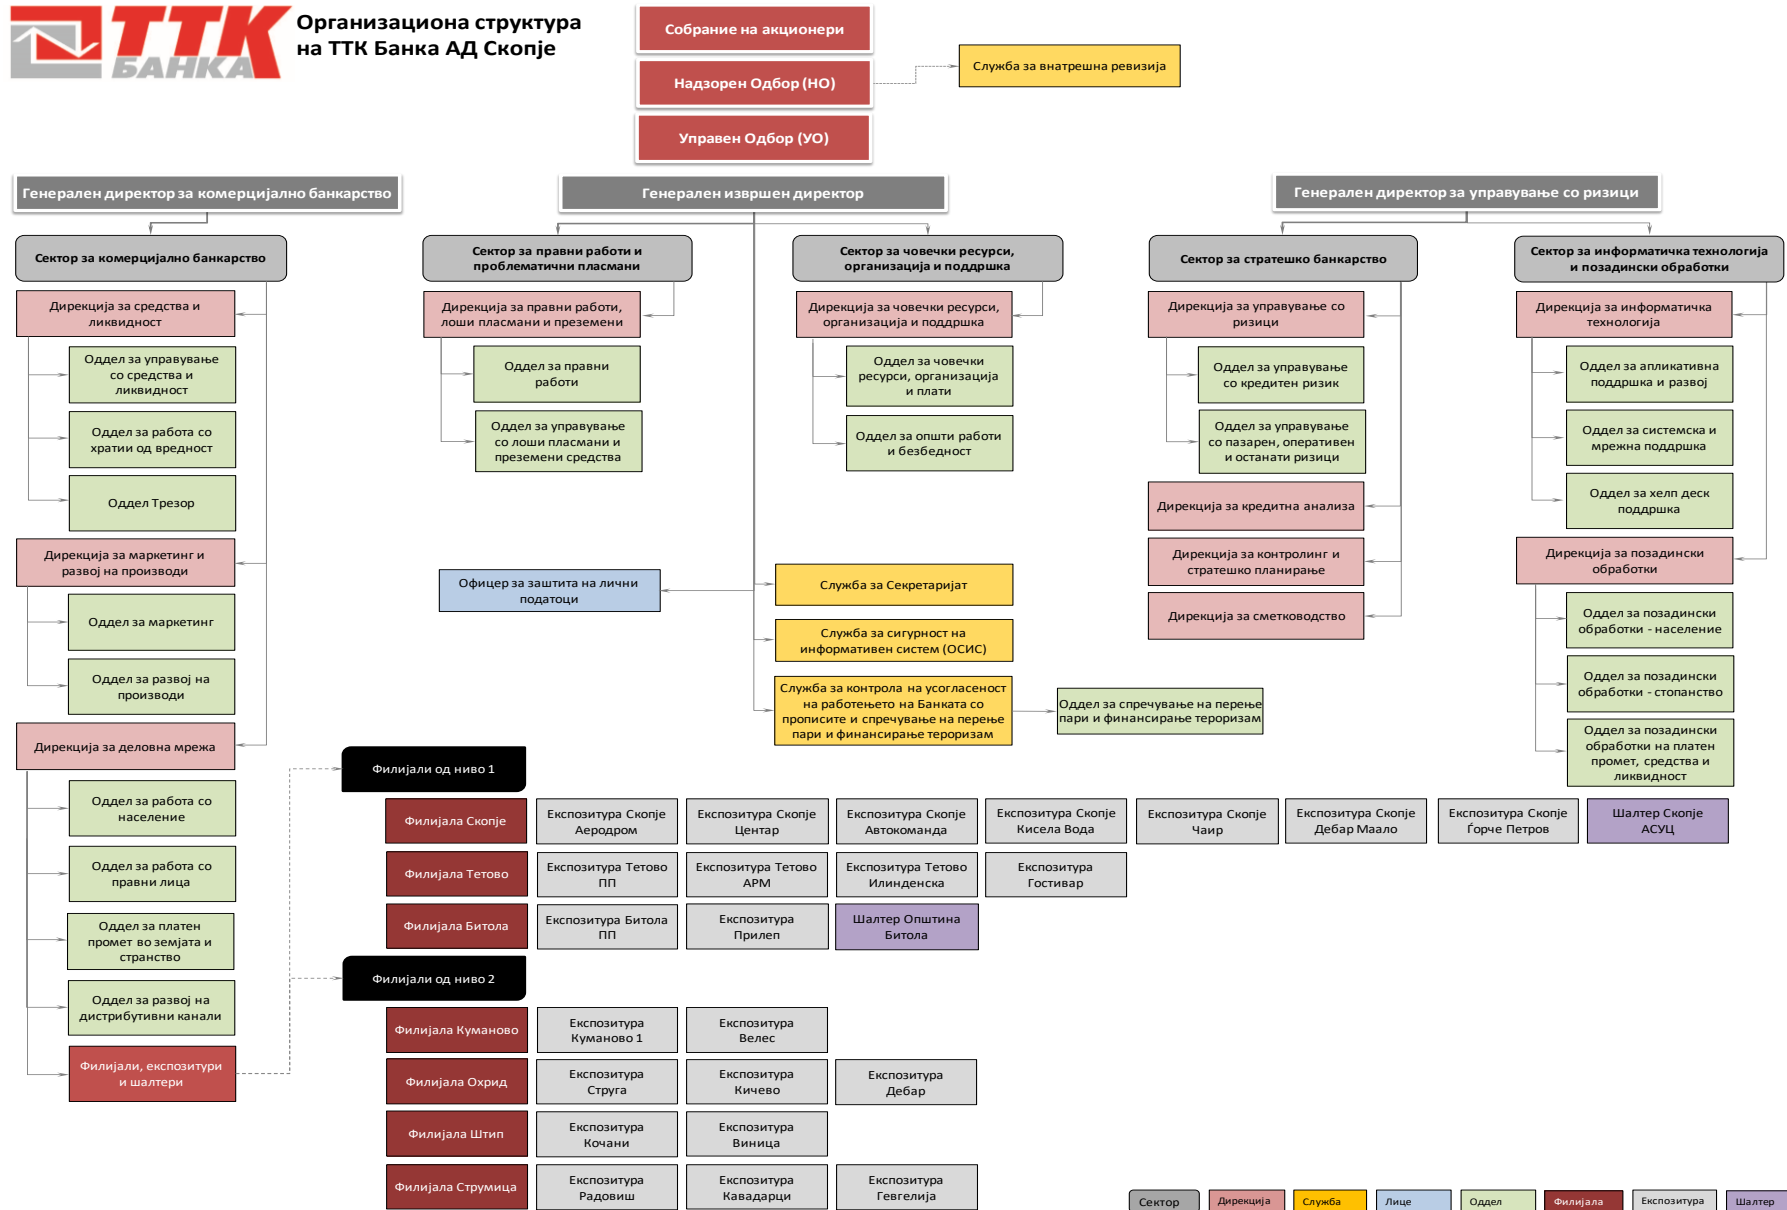 ТТК
БАНКА
Организациона структура
на ТТК Банка АД Скопје
Собрание на акционери
Надзорен Одбор (НО)
Служба за внатрешна ревизија
Управен Одбор (УО)
Генерален директор за комерцијално банкарство
Генерален извршен директор
Генерален директор за управување со ризици
Сектор за комерцијално банкарство
Дирекција за средства и
ликвидност
Оддел за управување
со средства и
ликвидност
Оддел за работа со
хратии од вредност
Оддел Трезор
Дирекција за маркетинг и
развој на производи
Оддел за маркетинг
Оддел за развој на
производи
Дирекција за деловна мрежа
Оддел за работа со
население
Оддел за работа со
правни лица
Оддел за платен
промет во земјата и
странство
Оддел за развој на
дистрибутивни канали
Филијали, експозитури
и шалтери
Сектор за правни работи и
проблематични пласмани
Дирекција за правни работи,
лоши пласмани и преземени
Оддел за правни
работи
Оддел за управување
со лоши пласмани и
преземени средства
Сектор за човечки ресурси,
организација и поддршка
Дирекција за човечки ресурси,
организација и поддршка
Оддел за човечки
ресурси, организација
и плати
Оддел за општи работи
и безбедност
Офицер за заштита на лични
податоци
Служба за Секретаријат
Служба за сигурност на
информативен систем (ОСИС)
Служба за контрола на усогласеност
на работењето на Банката со
прописите и спречување на перење
пари и финансирање тероризам
Оддел за спречување на перење
пари и финансирање тероризам
Сектор за стратешко банкарство
Дирекција за управување со
ризици
Оддел за управување
со кредитен ризик
Оддел за управување
со пазарен, оперативен
и останати ризици
Дирекција за кредитна анализа
Дирекција за контролинг и
стратешко планирање
Дирекција за сметководство
Сектор за информатичка технологија
и позадински обработки
Дирекција за информатичка
технологија
Оддел за апликативна
поддршка и развој
Оддел за системска и
мрежна поддршка
Оддел за хелп деск
поддршка
Дирекција за позадински
обработки
Оддел за позадински
обработки - население
Оддел за позадински
обработки - стопанство
Оддел за позадински
обработки на платен
промет, средства и
ликвидност
Филијали од ниво 1
Филијала Скопје
Експозитура Скопје
Аеродром
Експозитура Скопје
Центар
Експозитура Скопје
Автокоманда
Експозитура Скопје
Кисела Вода
Експозитура Скопје
Чаир
Експозитура Скопје
Дебар Маало
Експозитура Скопје
Ѓорче Петров
Шалтер Скопје
АСУЦ
Филијала Тетово
Експозитура Тетово
ПП
Експозитура Тетово
АРМ
Експозитура Тетово
Илинденска
Експозитура
Гостивар
Филијала Битола
Експозитура Битола
ПП
Експозитура
Прилеп
Шалтер Општина
Битола
Филијали од ниво 2
Филијала Куманово
Експозитура
Куманово 1
Експозитура
Велес
Филијала Охрид
Експозитура
Струга
Експозитура
Кичево
Експозитура
Дебар
Филијала Штип
Експозитура
Кочани
Експозитура
Виница
Филијала Струмица
Експозитура
Радовиш
Експозитура
Кавадарци
Експозитура
Гевгелија
Сектор
Дирекција
Служба
Лице
Оддел
Филијала
Експозитура
Шалтер